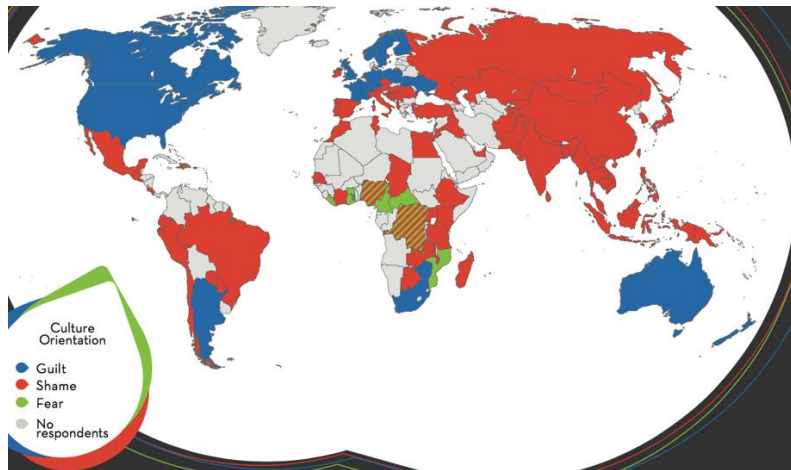 Culture
Orientation
Guilt
Shame
Fear
No
respondents